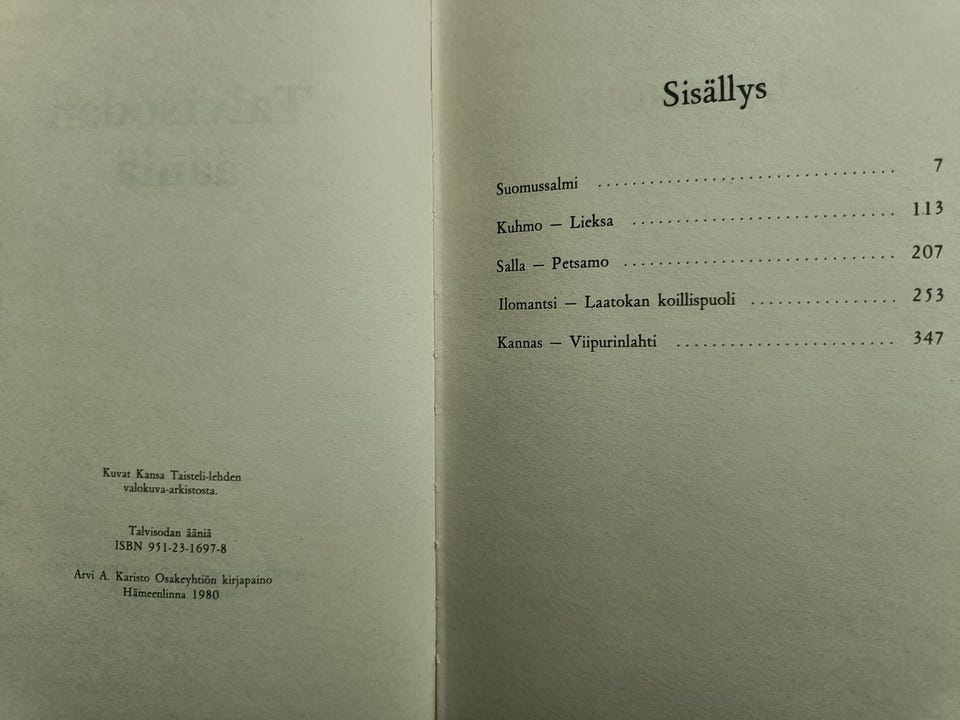 Kuvat Kansa Taisteli-lehden
valokuva-arkistosta.
Talvisodan ääniä
ISBN 951-23-1697-8
Arvi A. Karisto Osakeyhtiön kirjapaino
Hämeenlinna 1980
Sisällys
Suomussalmi .................................. 7
Kuhmo — Lieksa .............................. 113
Salla — Petsamo .............................. 207
Ilomantsi — Laatokan koillispuoli ................ 253
Kannas — Viipurinlahti ........................ 347